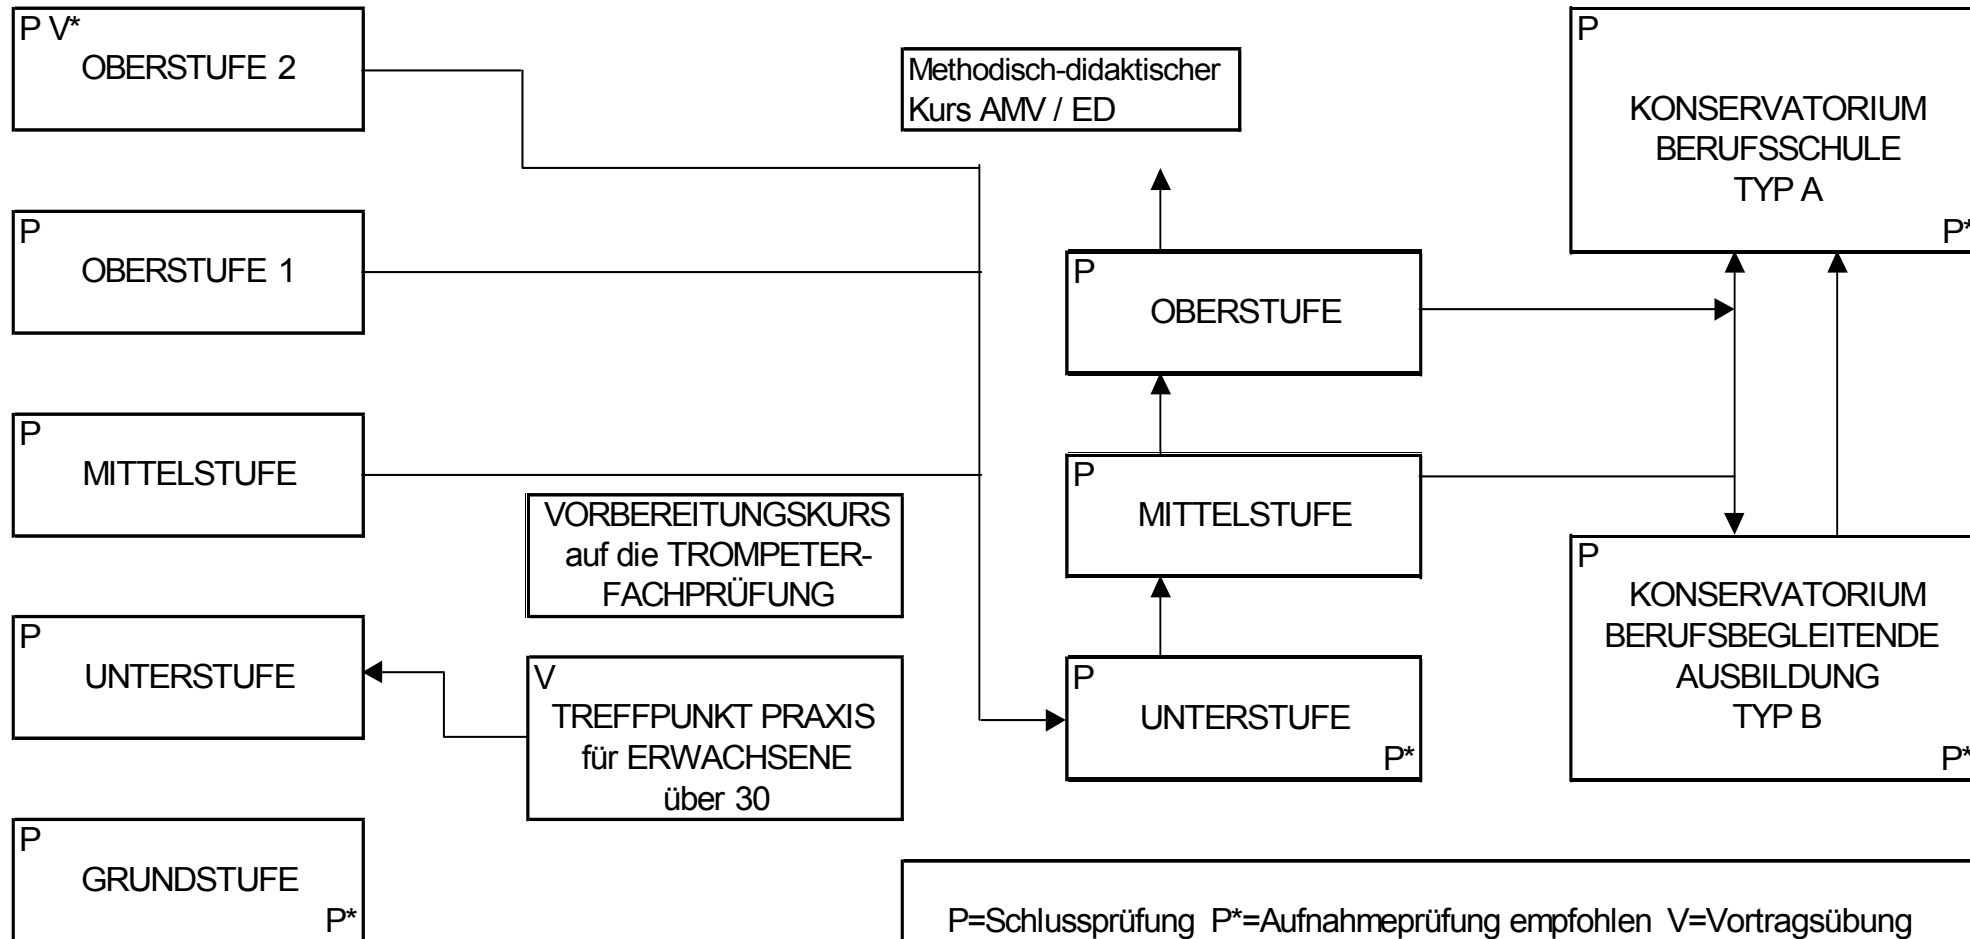 P V*
OBERSTUFE 2
P
OBERSTUFE 1
P
MITTELSTUFE
P
UNTERSTUFE
P
GRUNDSTUFE
P*
VORBEREITUNGSKURS
auf die TROMPETER-
FACHPRÜFUNG
V
TREFFPUNKT PRAXIS
für ERWACHSENE
über 30
Methodisch-didaktischer
Kurs AMV / ED
P
OBERSTUFE
P
MITTELSTUFE
P
UNTERSTUFE
P*
P
KONSERVATORIUM
BERUFSSCHULE
TYP A
P*
P
KONSERVATORIUM
BERUFSBEGLEITENDE
AUSBILDUNG
TYP B
P*
P=Schlussprüfung P*=Aufnahmeprüfung empfohlen V=Vortragsübung